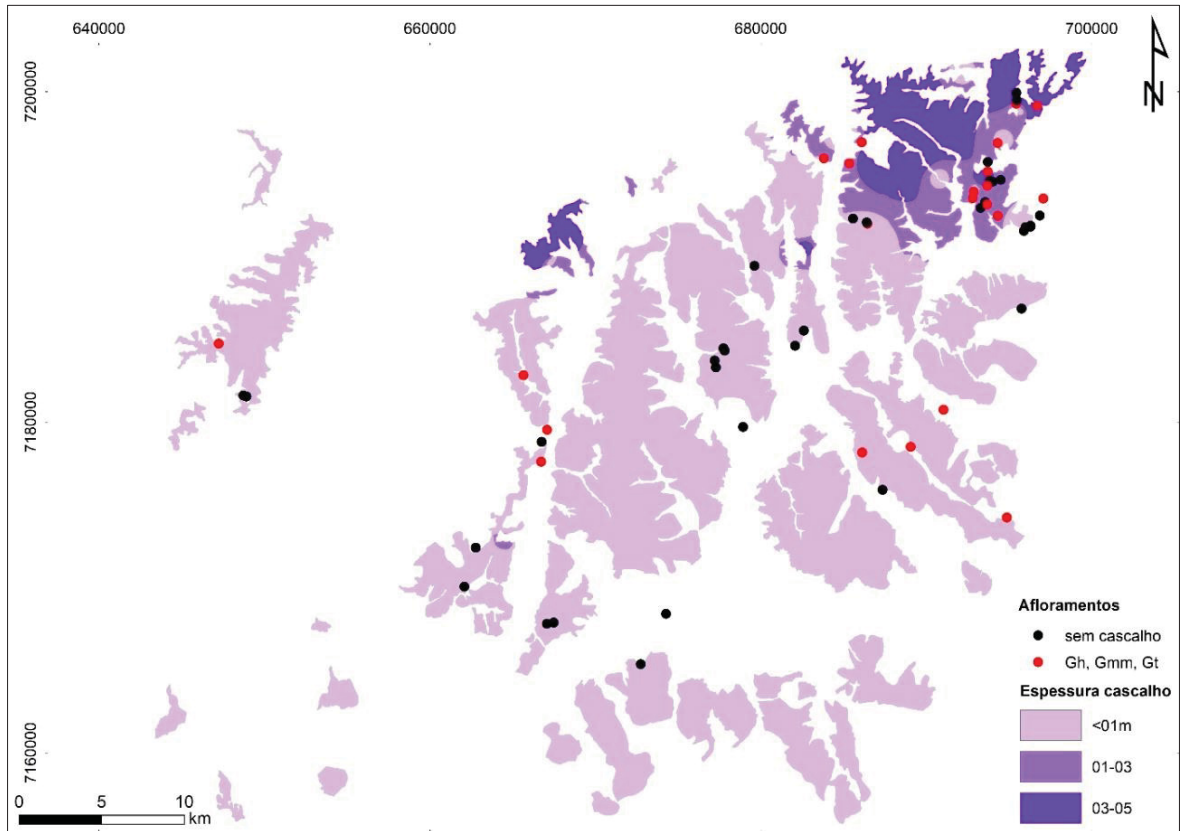 640000 660000 680000 700000
N
7200000
7180000
7160000
Afloramentos
sem cascalho
Gh, Gmm, Gt
Espessura cascalho
<01m
01-03
03-05
0 5 10
km